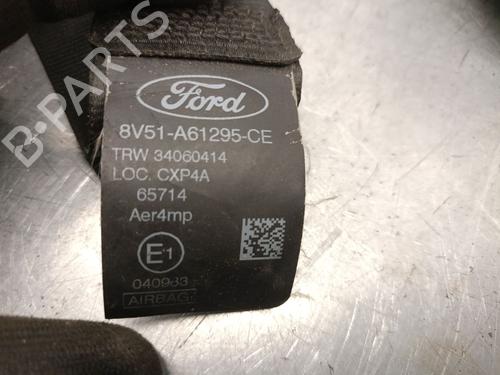 B-PARTS
Ford
8V51-A61295-CE
TRW 34060414
LOC. CXP4A
65714
Aer4mp
E1
040983
AIRBAG